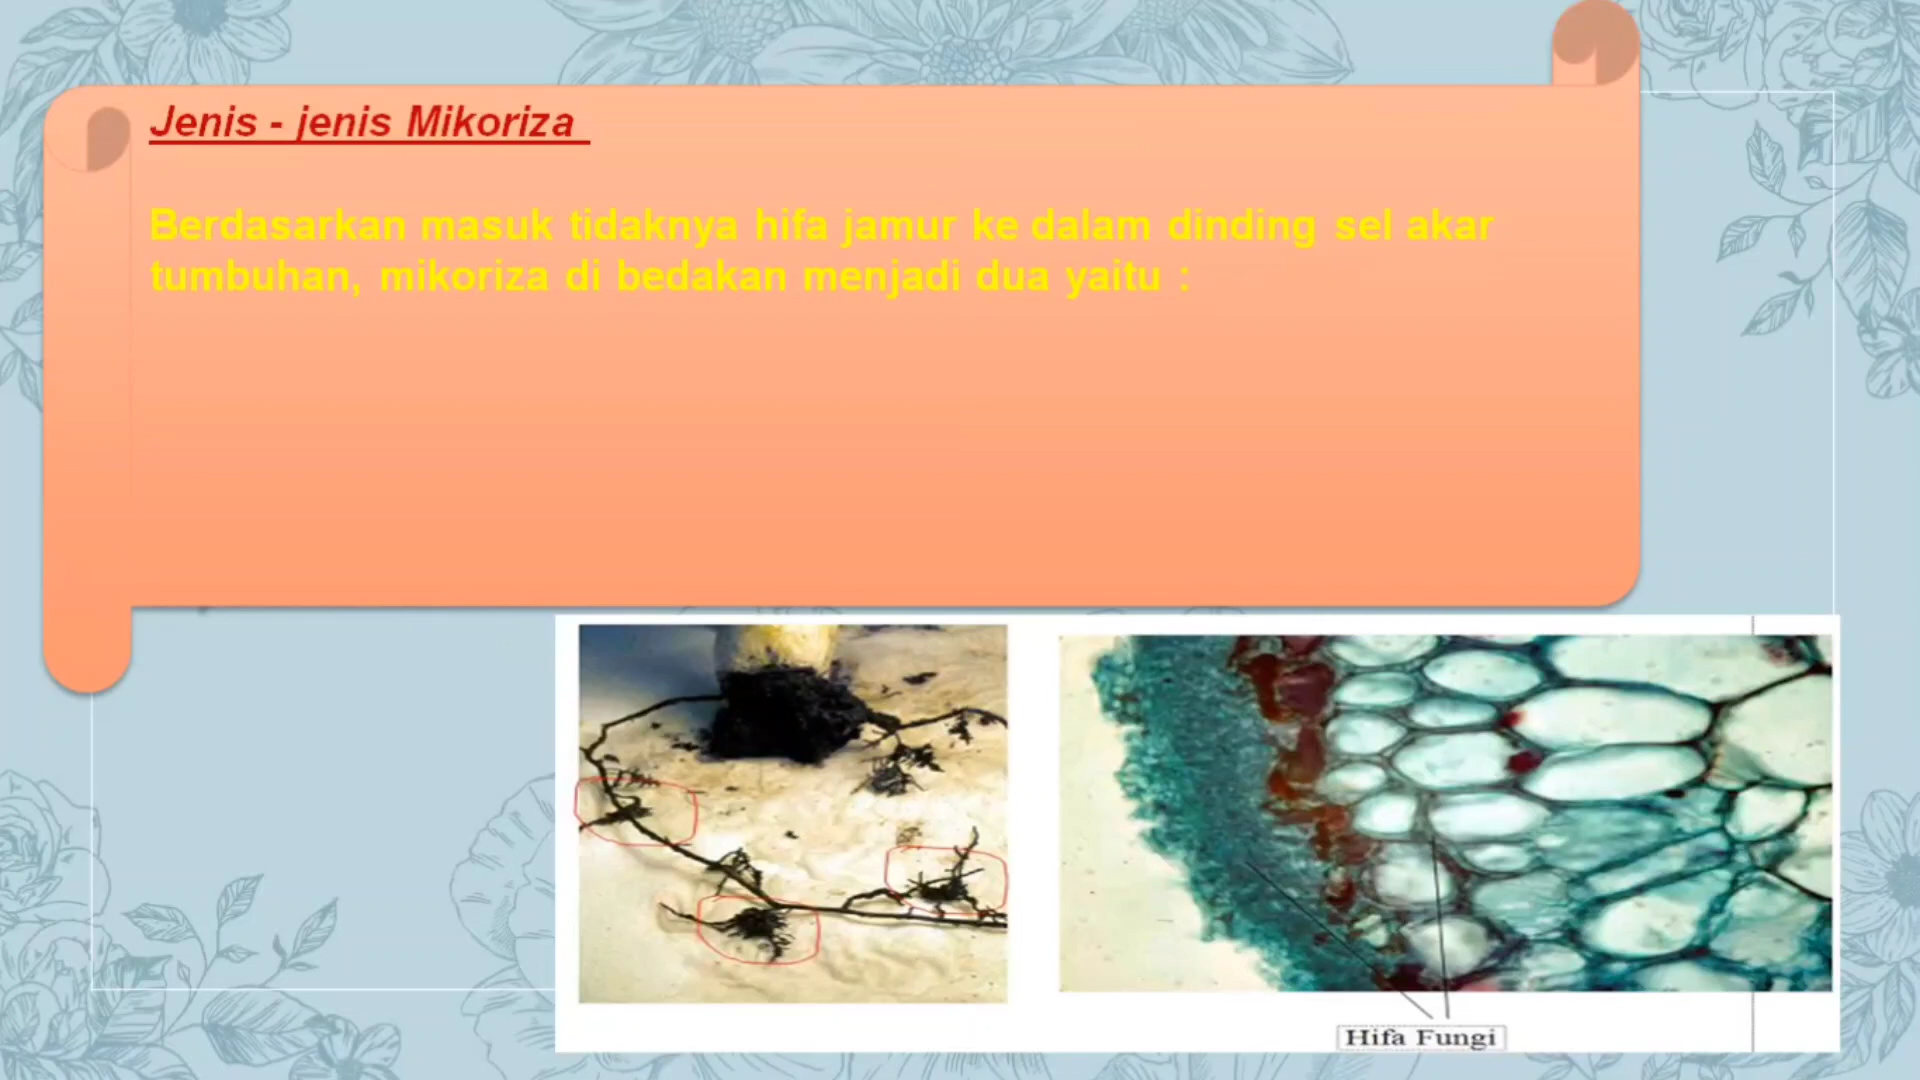 Jenis - jenis Mikoriza
Berdasarkan masuk tidaknya hifa jamur ke dalam dinding sel akar
tumbuhan, mikoriza di bedakan menjadi dua yaitu :
Hifa Fungi